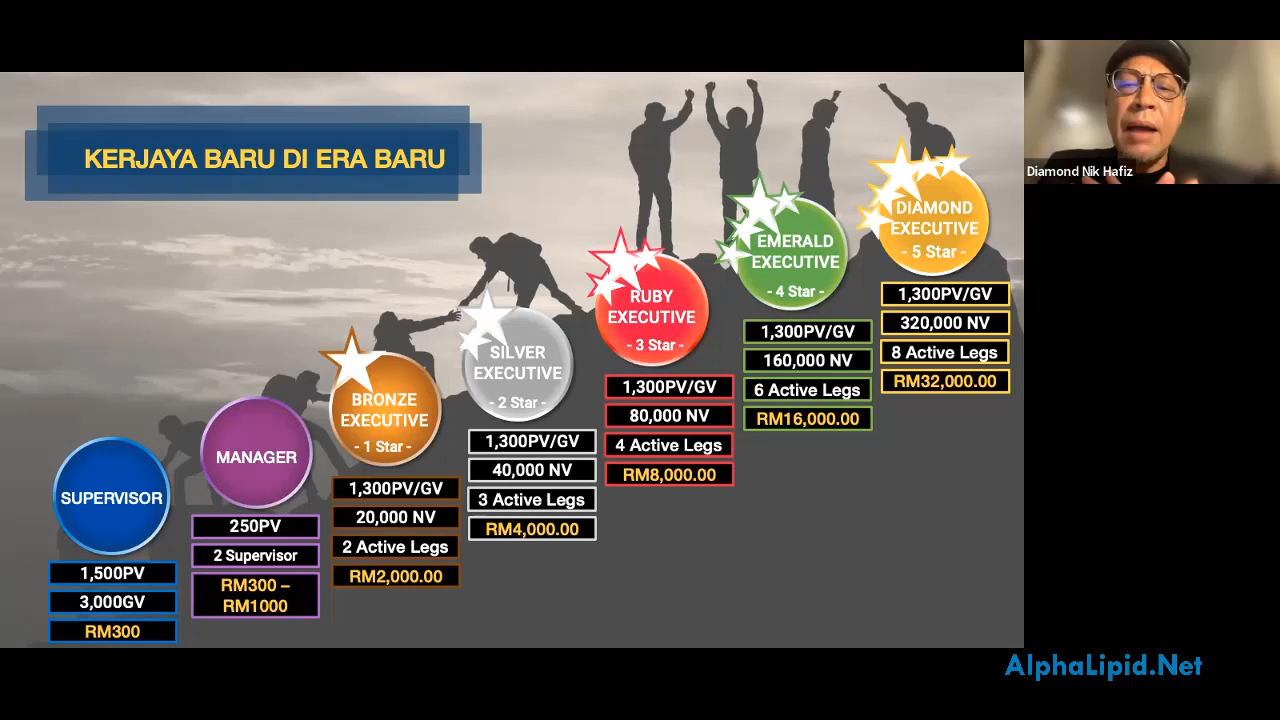 KERJAYA BARU DI ERA BARU
SUPERVISOR
1,500PV
3,000GV
RM300
MANAGER
250PV
2 Supervisor
RM300 –
RM1000
BRONZE
EXECUTIVE
- 1 Star -
1,300PV/GV
20,000 NV
2 Active Legs
RM2,000.00
SILVER
EXECUTIVE
- 2 Star -
1,300PV/GV
40,000 NV
3 Active Legs
RM4,000.00
RUBY
EXECUTIVE
- 3 Star -
1,300PV/GV
80,000 NV
4 Active Legs
RM8,000.00
EMERALD
EXECUTIVE
- 4 Star -
1,300PV/GV
160,000 NV
6 Active Legs
RM16,000.00
DIAMOND
EXECUTIVE
- 5 Star -
1,300PV/GV
320,000 NV
8 Active Legs
RM32,000.00
Diamond Nik Hafiz
AlphaLipid.Net